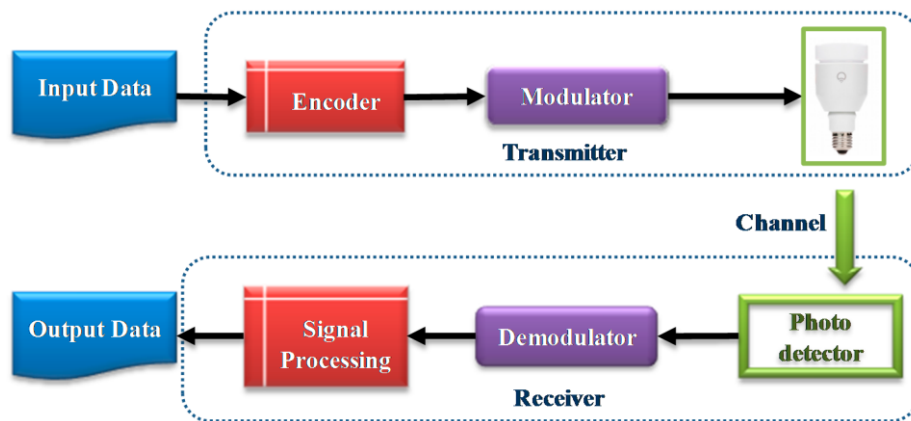 Input Data
Encoder
Modulator
Transmitter
Channel
Output Data
Signal
Processing
Demodulator
Photo
detector
Receiver